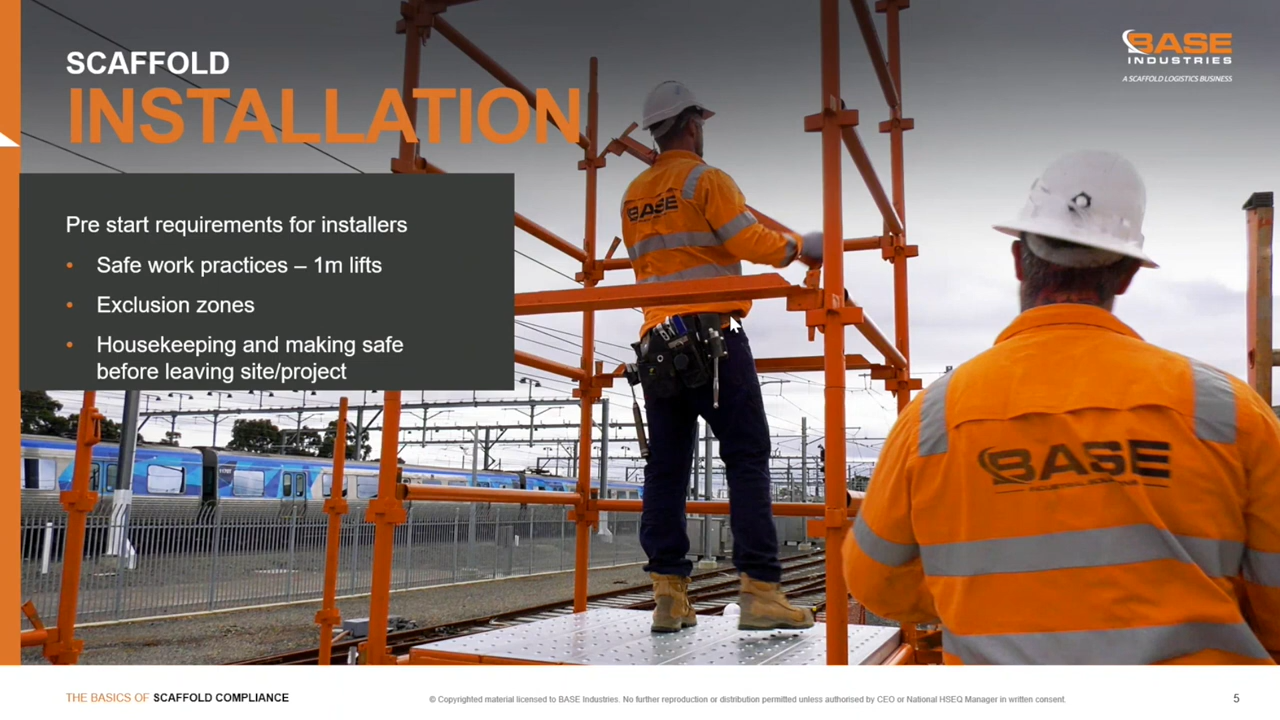 SCAFFOLD
INSTALLATION
BASE
INDUSTRIES
A SCAFFOLD LOGISTICS BUSINESS
Pre start requirements for installers
• Safe work practices – 1m lifts
• Exclusion zones
• Housekeeping and making safe
before leaving site/project
BASE
BASE
THE BASICS OF SCAFFOLD COMPLIANCE
© Copyrighted material licensed to BASE Industries. No further reproduction or distribution permitted unless authorised by CEO or National HSEQ Manager in written consent.
5